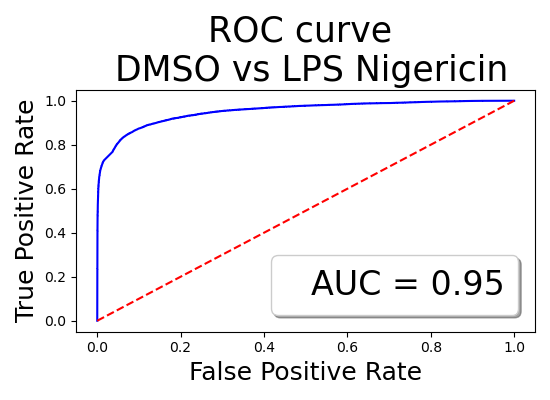 ROC curve
DMSO vs LPS Nigericin
True Positive Rate
1.0
0.8
0.6
0.4
0.2
0.0
AUC = 0.95
0.0 0.2 0.4 0.6 0.8 1.0
False Positive Rate